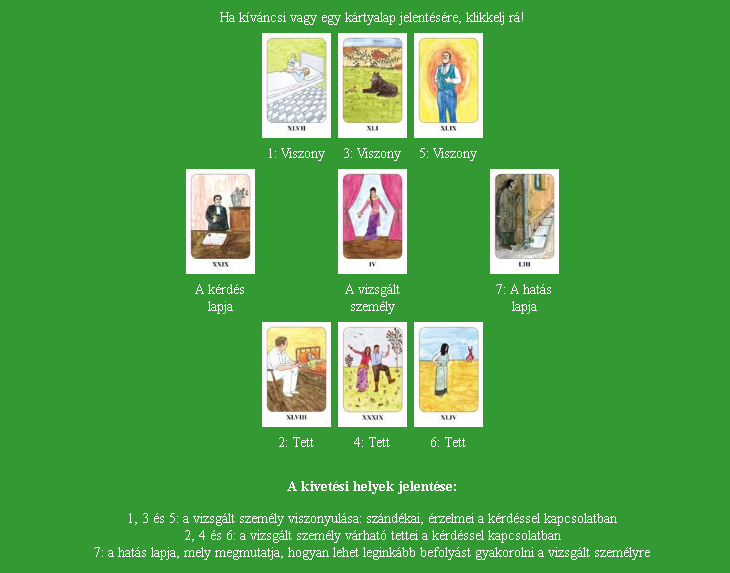 Ha kíváncsi vagy egy kártyalap jelentésére, klikkelj rá!
XLVII
XLI
XLIX
1: Viszony
3: Viszony
5: Viszony
XXIX
IV
LIII
A kérdés
lapja
A vizsgált
személy
7: A hatás
lapja
XLVIII
XXXIX
XLIV
2: Tett
4: Tett
6: Tett
A kivetési helyek jelentése:
1, 3 és 5: a vizsgált személy viszonyulása: szándékai, érzelmei a kérdéssel kapcsolatban
2, 4 és 6: a vizsgált személy várható tettei a kérdéssel kapcsolatban
7: a hatás lapja, mely megmutatja, hogyan lehet leginkább befolyást gyakorolni a vizsgált személyre